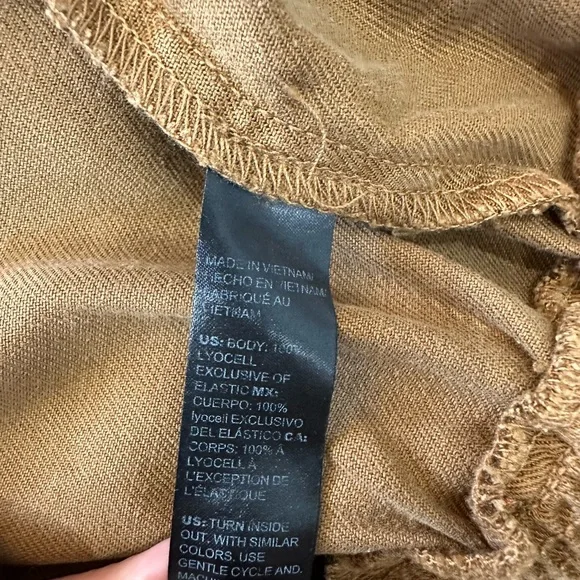 MADE IN VIETNAM
HECHO EN VIETNAM
FABRIQUÉ AU
VIETNAM
US: BODY: 100%
LYOCELL
EXCLUSIVE OF
ELASTIC MX:
CUERPO: 100%
lyocell EXCLUSIVO
DEL ELÁSTICO CA:
CORPS: 100% À
LYOCELL À
L'EXCEPTION DE
L'ÉLASTIQUE
US: TURN INSIDE
OUT, WITH SIMILAR
COLORS, USE
GENTLE CYCLE AND